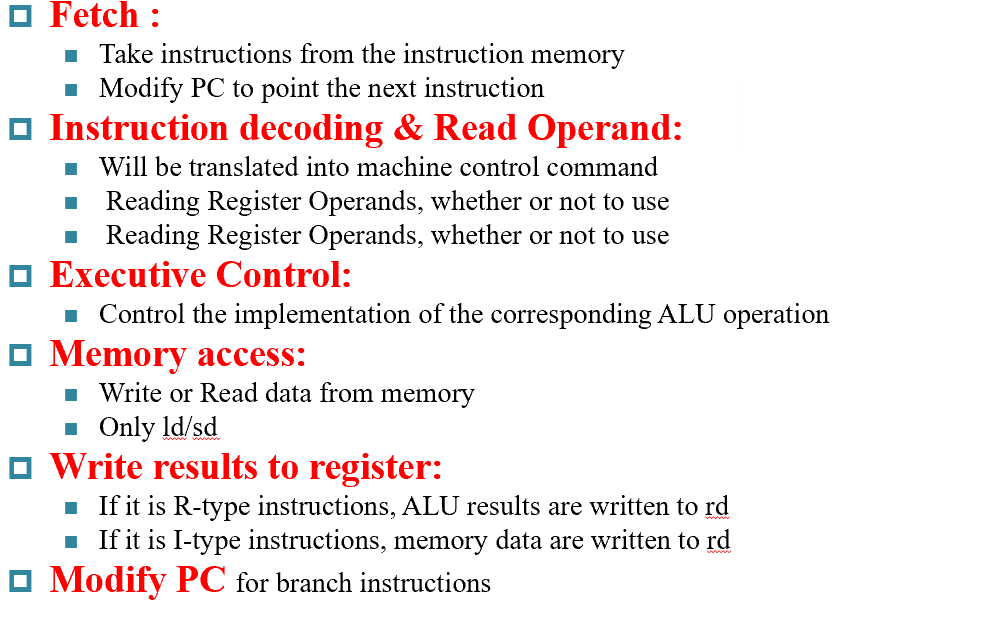 Fetch :
Take instructions from the instruction memory
Modify PC to point the next instruction
Instruction decoding & Read Operand:
Will be translated into machine control command
Reading Register Operands, whether or not to use
Reading Register Operands, whether or not to use
Executive Control:
Control the implementation of the corresponding ALU operation
Memory access:
Write or Read data from memory
Only ld/sd
Write results to register:
If it is R-type instructions, ALU results are written to rd
If it is I-type instructions, memory data are written to rd
Modify PC for branch instructions